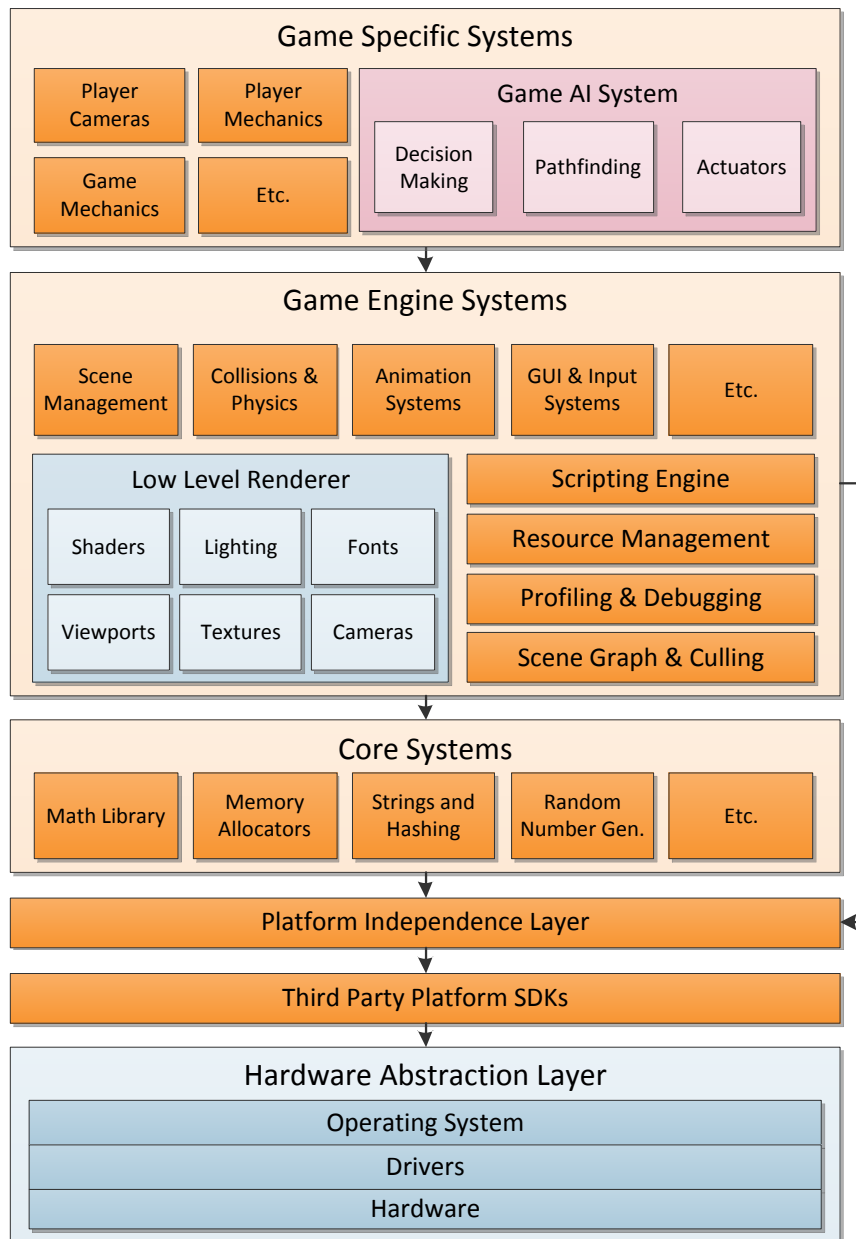 Game Specific Systems
Player
Cameras
Player
Mechanics
Game
Mechanics
Etc.
Game AI System
Decision
Making
Pathfinding
Actuators
Game Engine Systems
Scene
Management
Collisions &
Physics
Animation
Systems
GUI & Input
Systems
Etc.
Low Level Renderer
Shaders
Lighting
Fonts
Viewports
Textures
Cameras
Scripting Engine
Resource Management
Profiling & Debugging
Scene Graph & Culling
Core Systems
Math Library
Memory
Allocators
Strings and
Hashing
Random
Number Gen.
Etc.
Platform Independence Layer
Third Party Platform SDKs
Hardware Abstraction Layer
Operating System
Drivers
Hardware